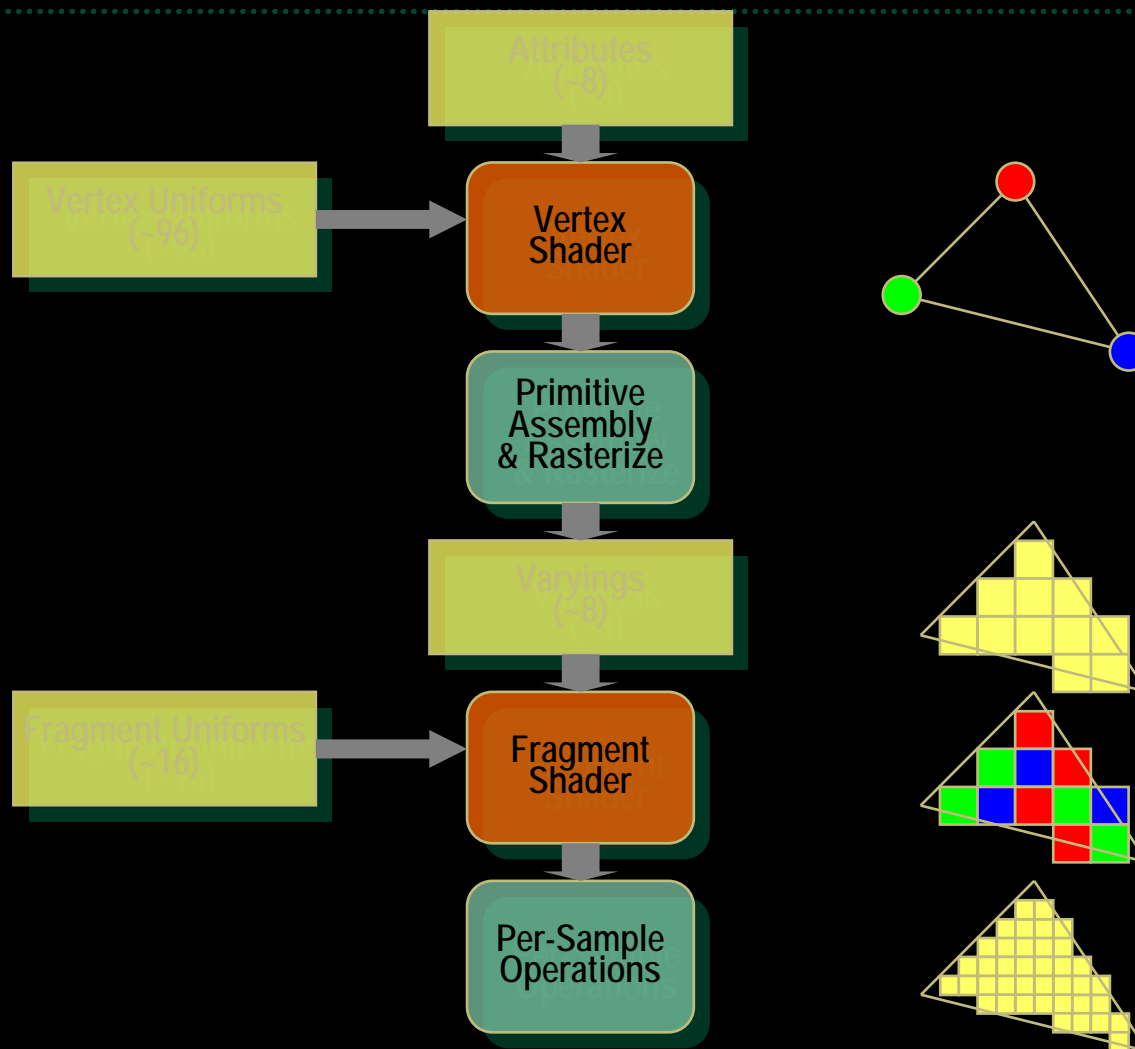 Attributes
(~8)
Vertex Uniforms
(~96)
Vertex
Shader
Primitive
Assembly
& Rasterize
Varyings
(~8)
Fragment Uniforms
(~16)
Fragment
Shader
Per-Sample
Operations